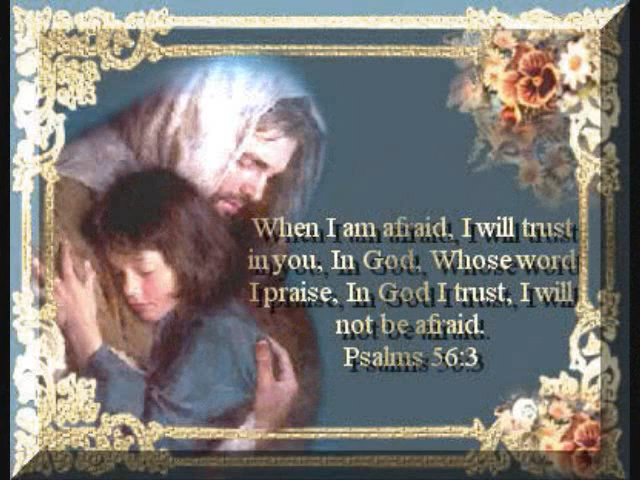 When I am afraid, I will trust
in you, In God, Whose word
I praise, In God I trust, I will
not be afraid.
Psalms 56:3